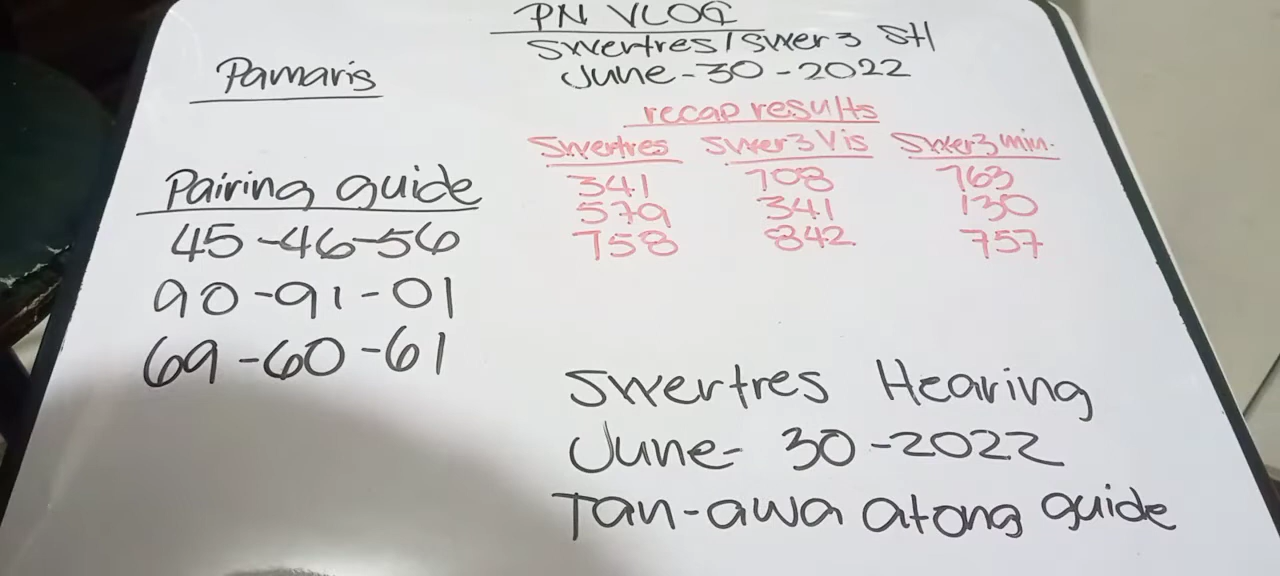 PN VLOG
Swertres/Swer3 STL
June-30-2022
Pamaris
recap results
Swertres Swer3 Vis Swer3 min.
341 708 763
579 341 130
758 842 757
Pairing guide
45-46-56
90-91-01
69-60-61
Swertres Hearing
June-30-2022
Tan-awa atong guide